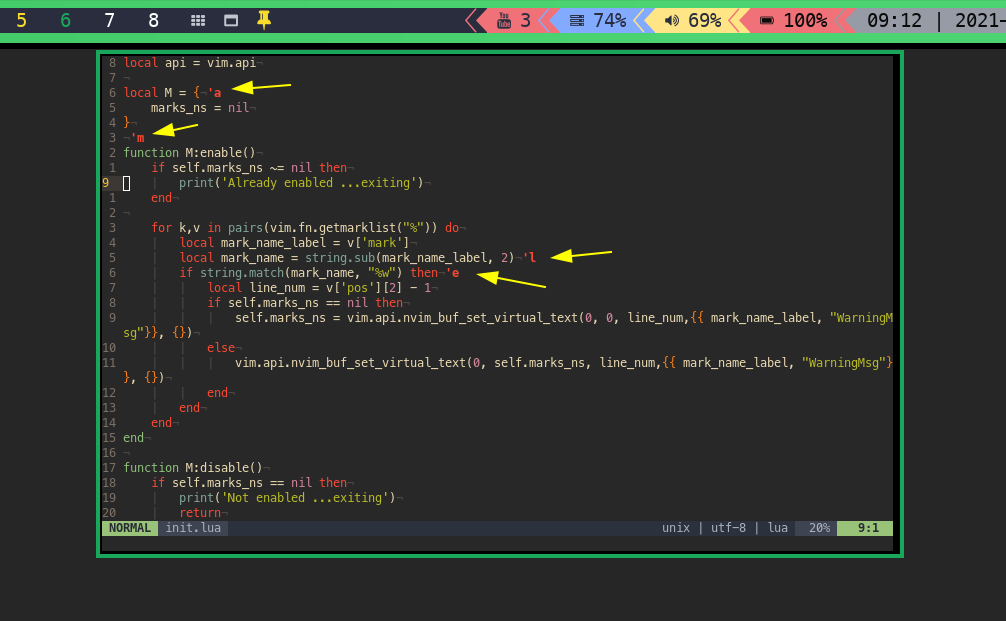 5 6 7 8 You Tube 3 74% 69% 100% 09:12 | 2021-
8 local api = vim.api¬
7 ¬
6 local M = {¬'a
5 marks_ns = nil¬
4 }¬
3 ¬'m
2 function M:enable()¬
1 if self.marks_ns ~= nil then¬
9 print('Already enabled ...exiting')¬
1 end¬
2 ¬
3 for k,v in pairs(vim.fn.getmarklist("%")) do¬
4 local mark_name_label = v['mark']¬
5 local mark_name = string.sub(mark_name_label, 2)¬'l
6 if string.match(mark_name, "%w") then¬'e
7 local line_num = v['pos'][2] - 1¬
8 if self.marks_ns == nil then¬
9 self.marks_ns = vim.api.nvim_buf_set_virtual_text(0, 0, line_num,{{ mark_name_label, "WarningM
sg"}}, {})¬
10 else¬
11 vim.api.nvim_buf_set_virtual_text(0, self.marks_ns, line_num,{{ mark_name_label, "WarningMsg"}
}, {})¬
12 end¬
13 end¬
14 end¬
15 end¬
16 ¬
17 function M:disable()¬
18 if self.marks_ns == nil then¬
19 print('Not enabled ...exiting')¬
20 return¬
NORMAL init.lua unix | utf-8 | lua 20% 9:1